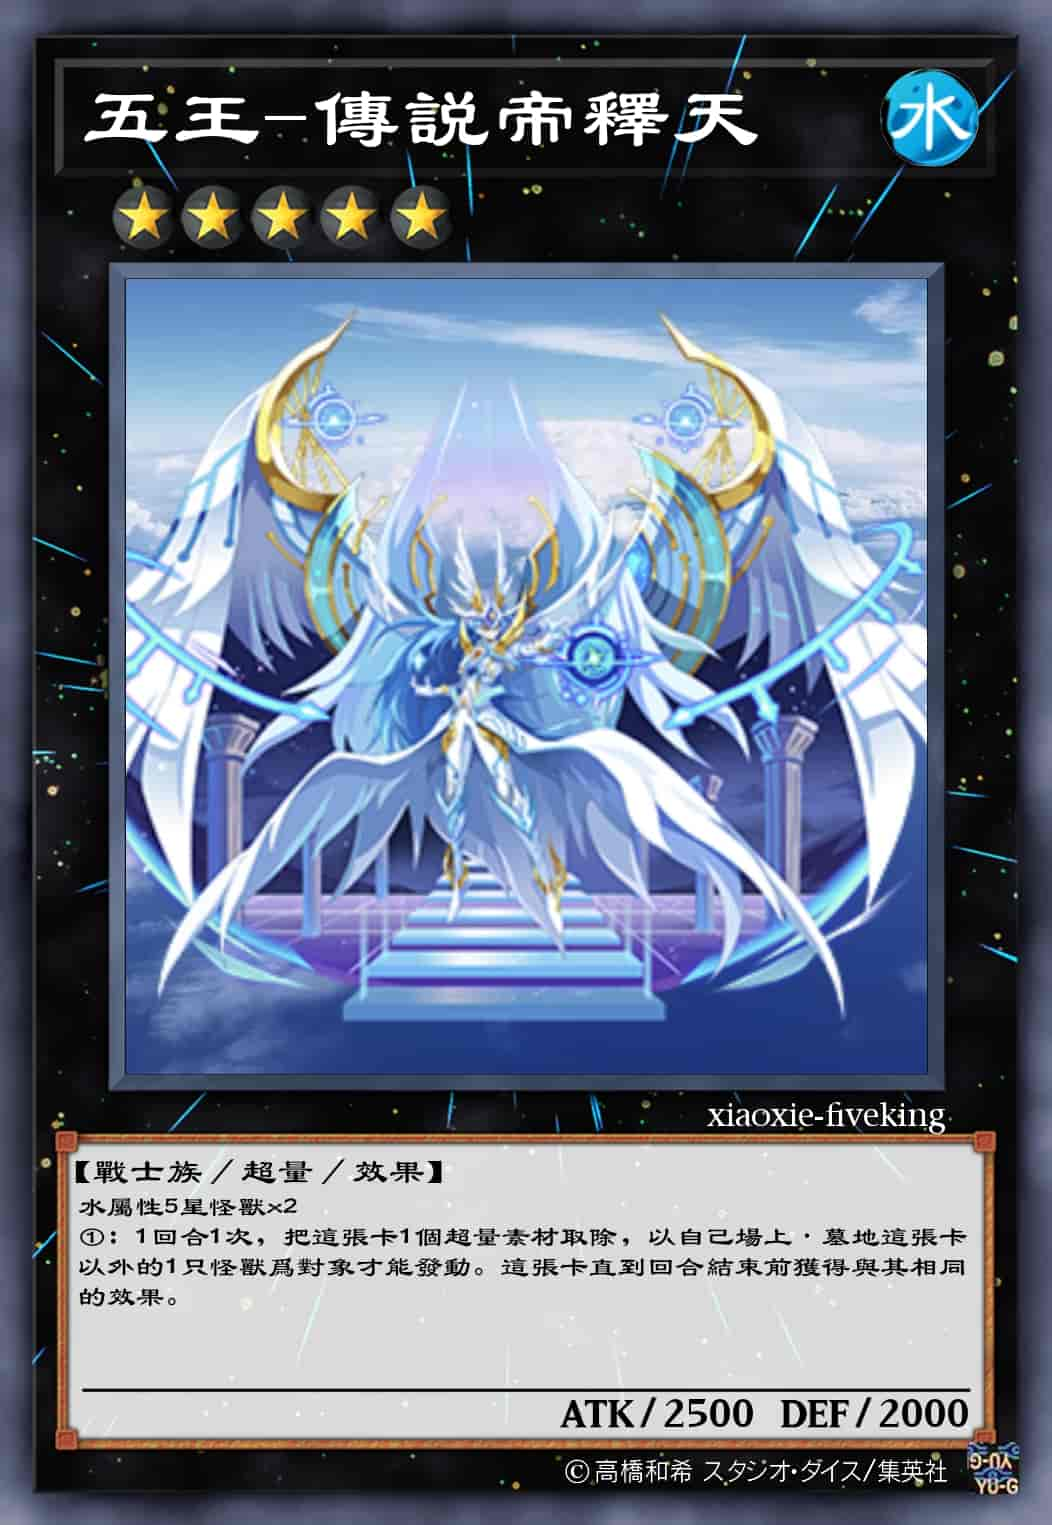 五王-傳説帝釋天
水
xiaoxie-fiveking
【戰士族／超量／效果】
水屬性5星怪獸×2
①：1回合1次，把這張卡1個超量素材取除，以自己場上·墓地這張卡
以外的1只怪獸爲對象才能發動。這張卡直到回合結束前獲得與其相同
的效果。
ATK/2500 DEF/2000
©高橋和希 スタジオ・ダイス/集英社
YU-G
YU-G